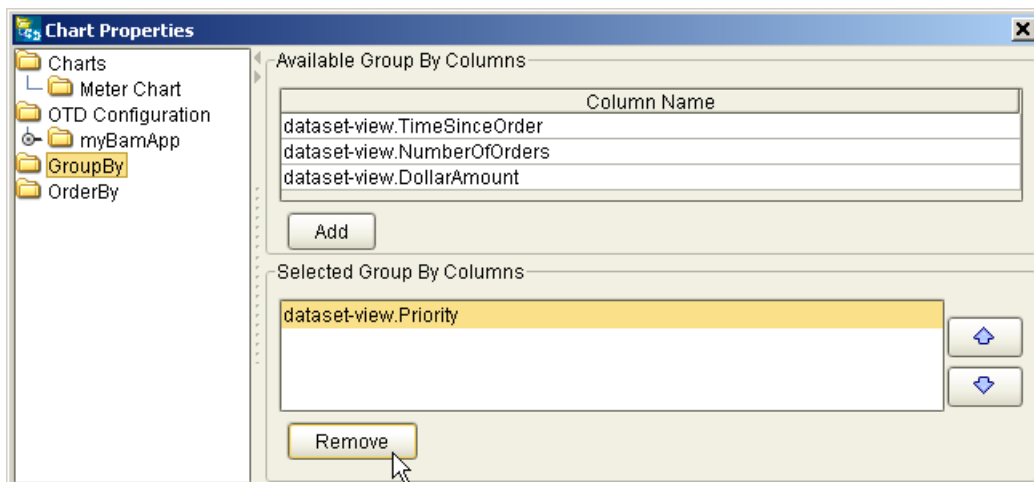 Chart Properties
Charts
Meter Chart
OTD Configuration
myBamApp
GroupBy
OrderBy
Available Group By Columns
Column Name
dataset-view.TimeSinceOrder
dataset-view.NumberOfOrders
dataset-view.DollarAmount
Add
Selected Group By Columns
dataset-view.Priority
Remove